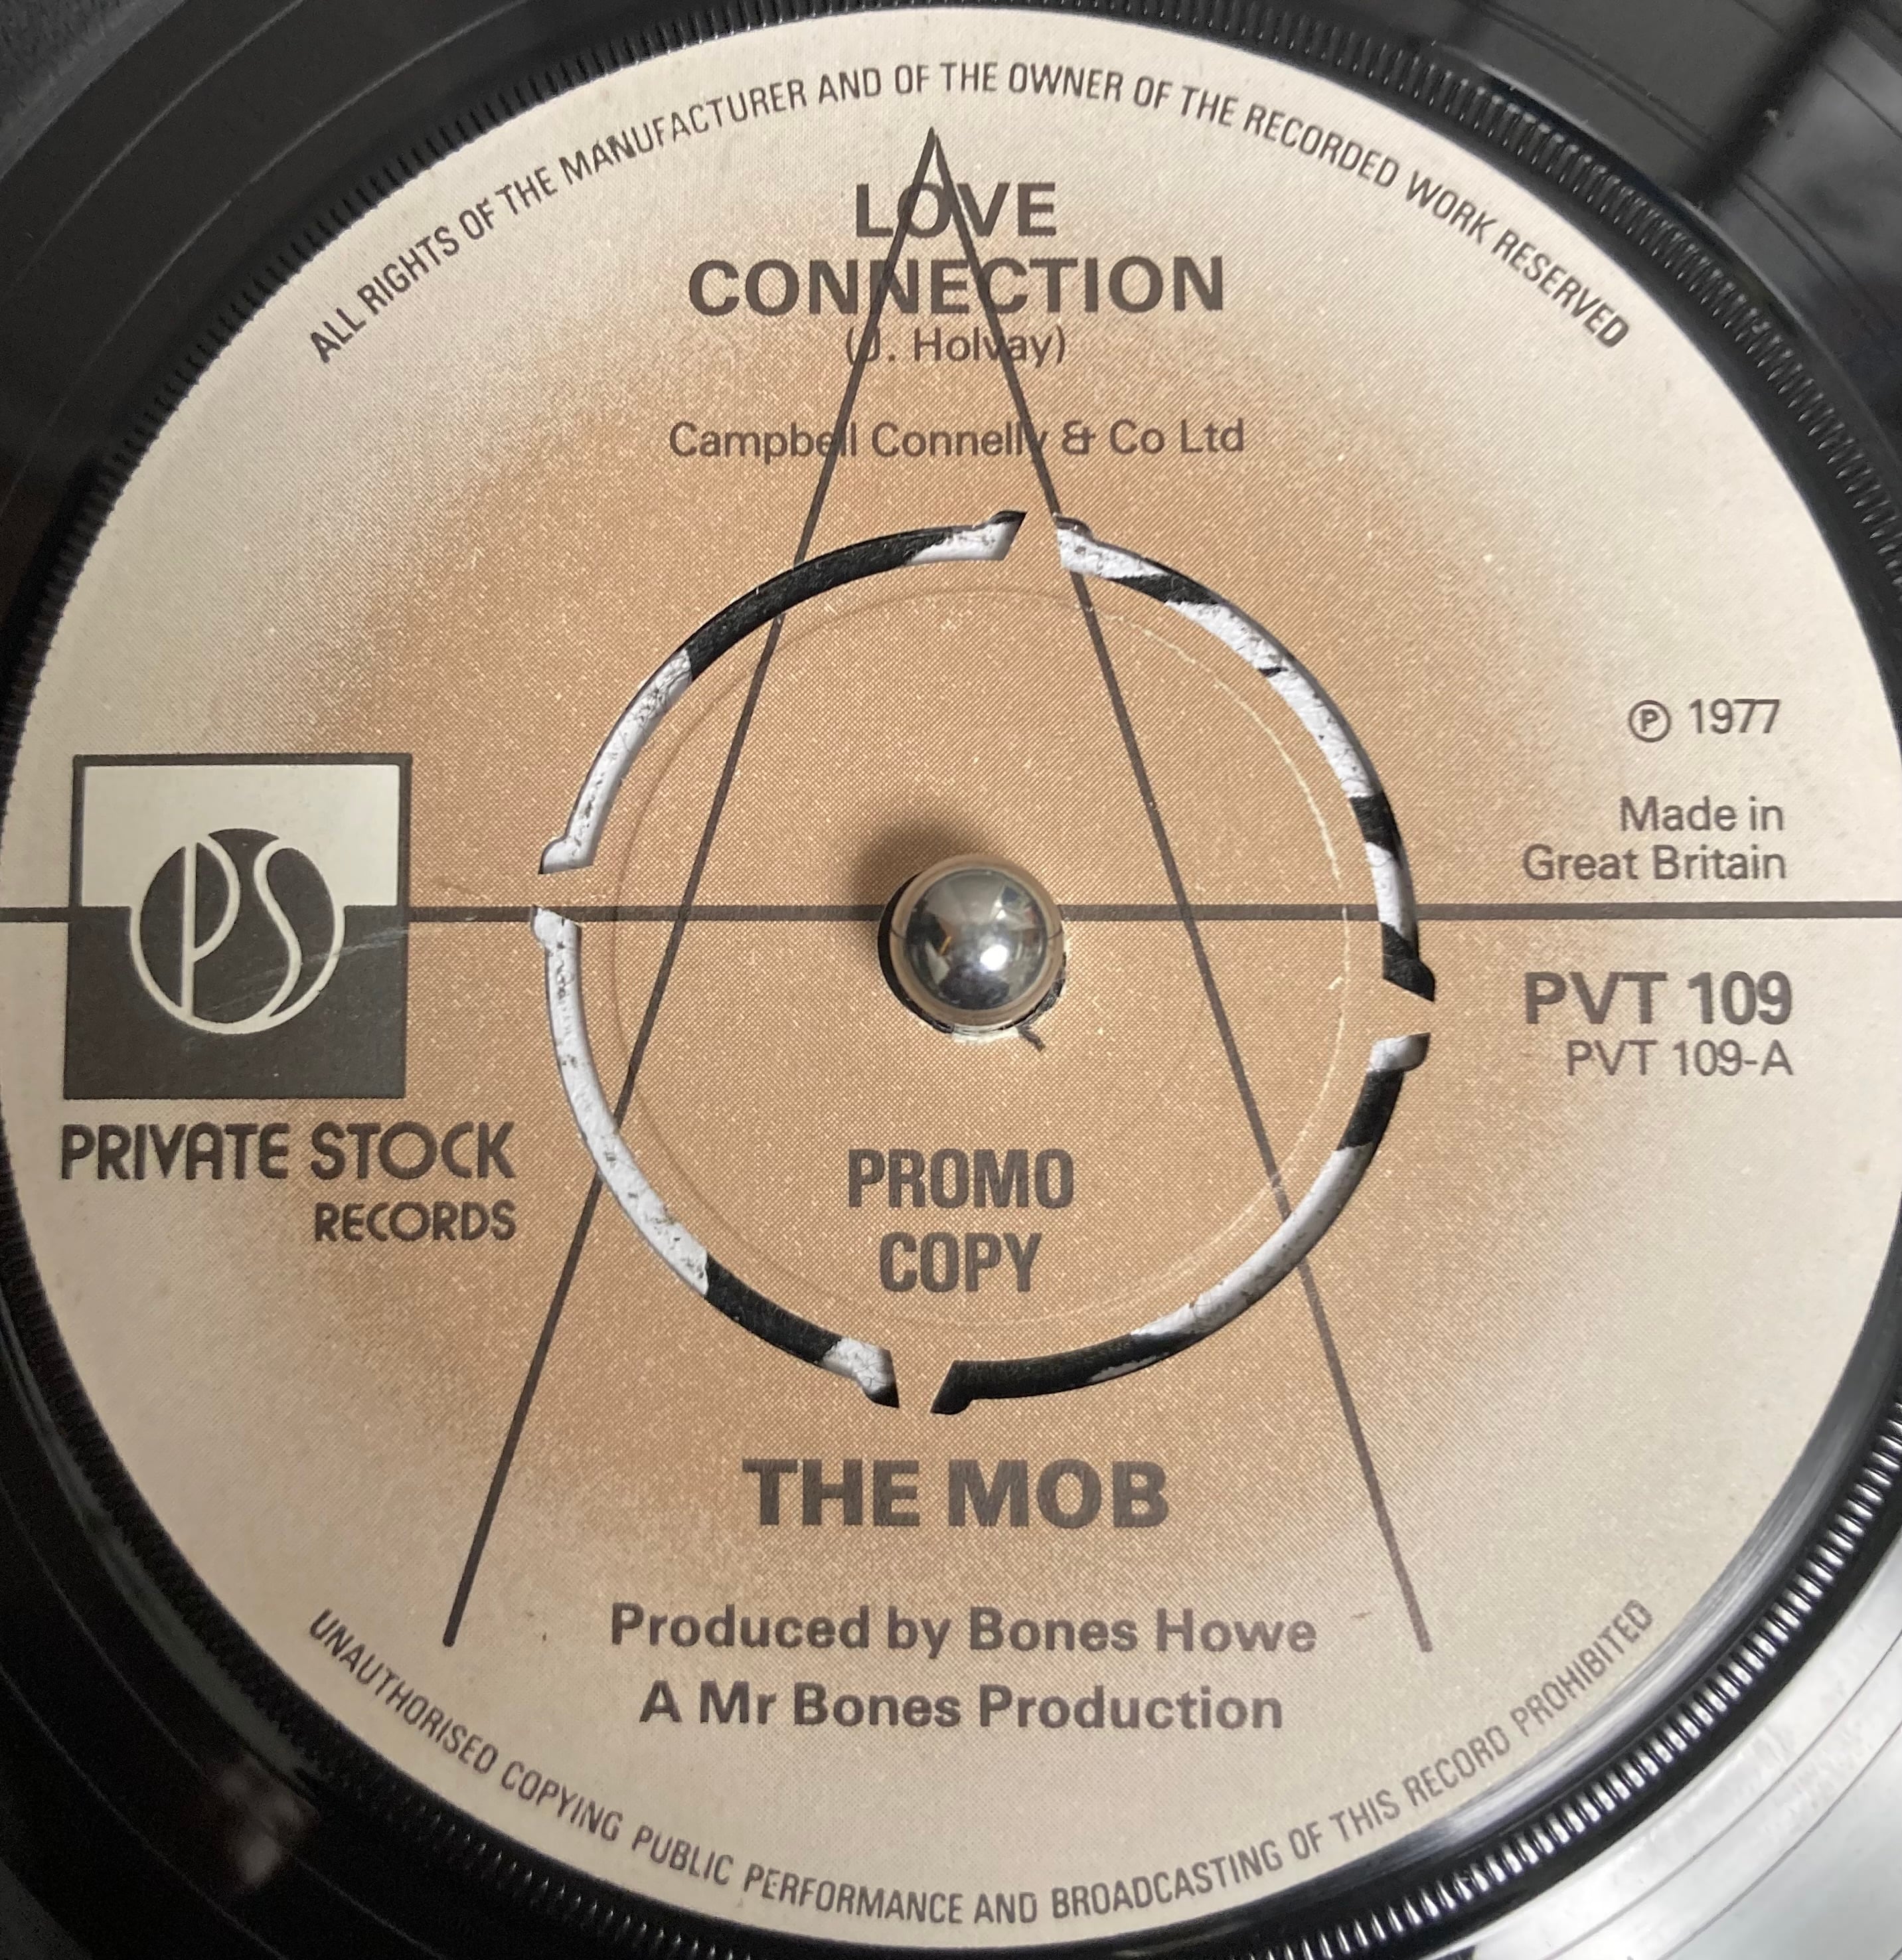 ALL RIGHTS OF THE MANUFACTURER AND OF THE OWNER OF THE RECORDED WORK RESERVED
LOVE
CONNECTION
(J. Holvay)
Campbell Connelly & Co Ltd
℗ 1977
Made in
Great Britain
PS
PRIVATE STOCK
RECORDS
PVT 109
PVT 109-A
A
PROMO
COPY
THE MOB
Produced by Bones Howe
A Mr Bones Production
UNAUTHORISED COPYING PUBLIC PERFORMANCE AND BROADCASTING OF THIS RECORD PROHIBITED